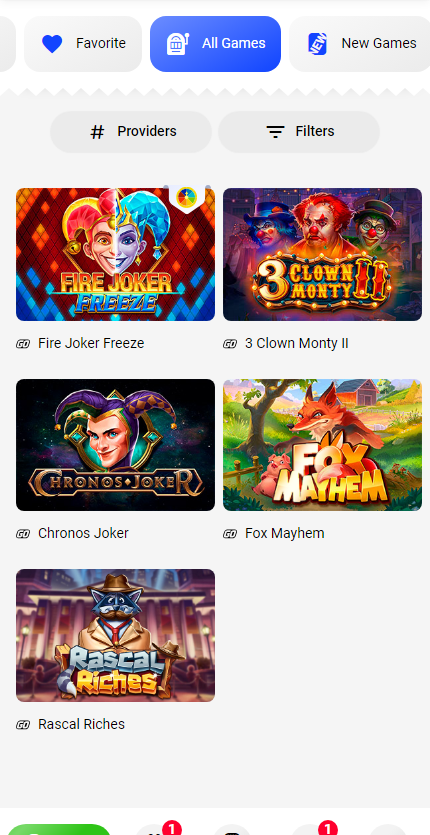 Favorite
All Games
NEW
New Games
# Providers
Filters
FIRE JOKER
FREEZE
3 CLOWN
MONTY II
Fire Joker Freeze
3 Clown Monty II
CHRONOS JOKER
FOX
MAYHEM
Chronos Joker
Fox Mayhem
Rascal
Riches
Rascal Riches
1
1